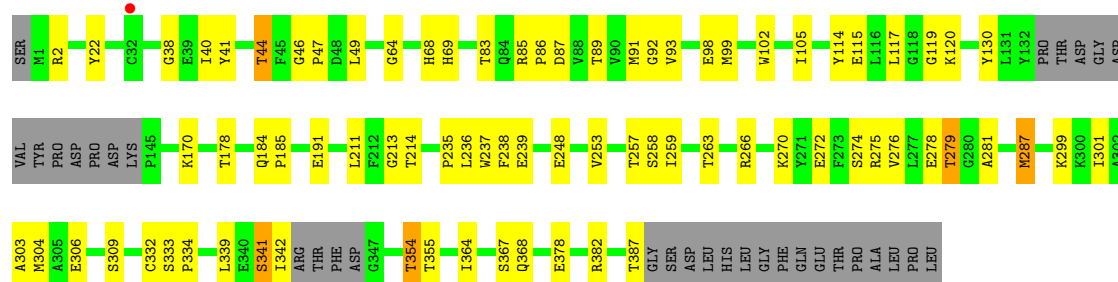 SER M1 R2 Y22 C32 G38 E39 I40 Y41 T44 F45 G46 P47 D48 L49 G64 H68 H69 T83 Q84 R85 P86 D87 V88 T89 V90 M91 G92 V93 E98 M99 W102 I105 Y114 E115 L116 L117 G118 G119 K120 Y130 L131 Y132 PRO THR ASP GLY ASP
VAL TYR PRO ASP PRO ASP LYS P145 K170 T178 Q184 P185 E191 L211 F212 G213 T214 P235 L236 W237 F238 E239 E248 V253 T257 S258 I259 T263 R266 K270 Y271 E272 F273 S274 R275 V276 L277 E278 T279 G280 A281 M287 K299 K300 I301 A302
A303 M304 A305 E306 S309 C332 S333 P334 L339 E340 S341 I342 ARG THR PHE ASP G347 T354 T355 I364 S367 Q368 E378 R382 T387 GLY SER ASP LEU HIS LEU GLY PHE GLN GLU THR PRO ALA LEU PRO LEU